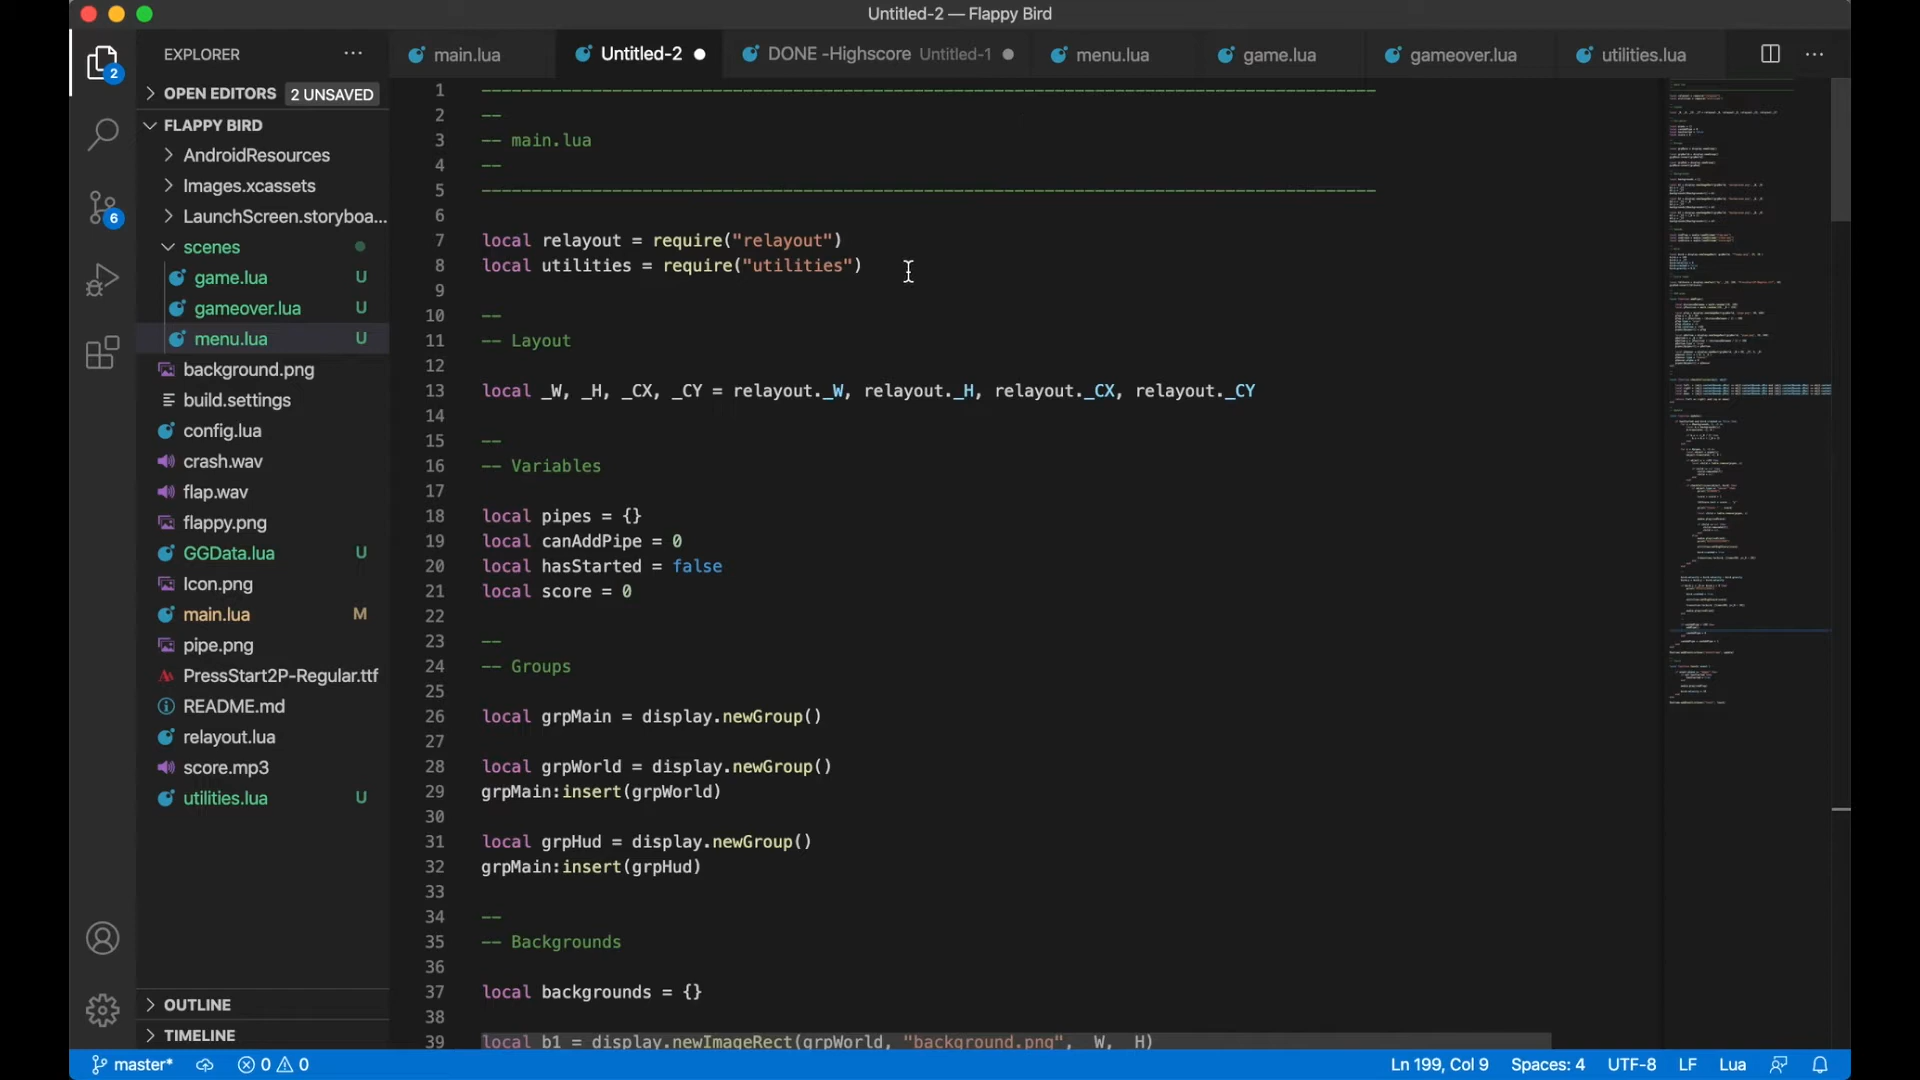 Untitled-2 — Flappy Bird
EXPLORER
main.lua
Untitled-2
DONE -Highscore Untitled-1
menu.lua
game.lua
gameover.lua
utilities.lua
2
6
OPEN EDITORS 2 UNSAVED
FLAPPY BIRD
AndroidResources
Images.xcassets
LaunchScreen.storyboa...
scenes
game.lua U
gameover.lua U
menu.lua U
background.png
build.settings
config.lua
crash.wav
flap.wav
flappy.png
GGData.lua U
Icon.png
main.lua M
pipe.png
PressStart2P-Regular.ttf
README.md
relayout.lua
score.mp3
utilities.lua U
OUTLINE
TIMELINE
1 ------------------------------------------------------------------------------------------
2 --
3 -- main.lua
4 --
5 ------------------------------------------------------------------------------------------
6
7 local relayout = require("relayout")
8 local utilities = require("utilities")
9
10 --
11 -- Layout
12
13 local _W, _H, _CX, _CY = relayout._W, relayout._H, relayout._CX, relayout._CY
14
15 --
16 -- Variables
17
18 local pipes = {}
19 local canAddPipe = 0
20 local hasStarted = false
21 local score = 0
22
23 --
24 -- Groups
25
26 local grpMain = display.newGroup()
27
28 local grpWorld = display.newGroup()
29 grpMain:insert(grpWorld)
30
31 local grpHud = display.newGroup()
32 grpMain:insert(grpHud)
33
34 --
35 -- Backgrounds
36
37 local backgrounds = {}
38
39 local b1 = display.newImageRect(grpWorld, "background.png", _W, _H)
master* 0 0
Ln 199, Col 9 Spaces: 4 UTF-8 LF Lua